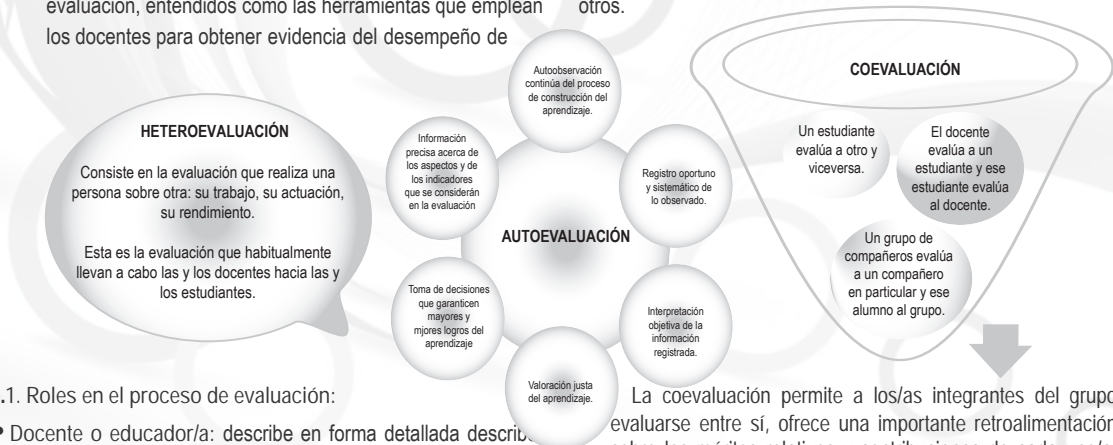 evaluación, entendidos como las herramientas que emplean
los docentes para obtener evidencia del desempeño de
otros.
HETEROEVALUACIÓN
Consiste en la evaluación que realiza una
persona sobre otra: su trabajo, su actuación,
su rendimiento.
Esta es la evaluación que habitualmente
llevan a cabo las y los docentes hacia las y
los estudiantes.
AUTOEVALUACIÓN
Autoobservación
continúa del proceso
de construcción del
aprendizaje.
Registro oportuno
y sistemático de
lo observado.
Interpretación
objetiva de la
información
registrada.
Valoración justa
del aprendizaje.
Toma de decisiones
que garanticen
mayores y
mjores logros del
aprendizaje
Información
precisa acerca de
los aspectos y de
los indicadores
que se considerán
en la evaluación
COEVALUACIÓN
Un estudiante
evalúa a otro y
viceversa.
El docente
evalúa a un
estudiante y ese
estudiante evalúa
al docente.
Un grupo de
compañeros evalúa
a un compañero
en particular y ese
alumno al grupo.
.1. Roles en el proceso de evaluación:
Docente o educador/a: describe en forma detallada
La coevaluación permite a los/as integrantes del grupo
evaluarse entre sí, ofrece una importante retroalimentación